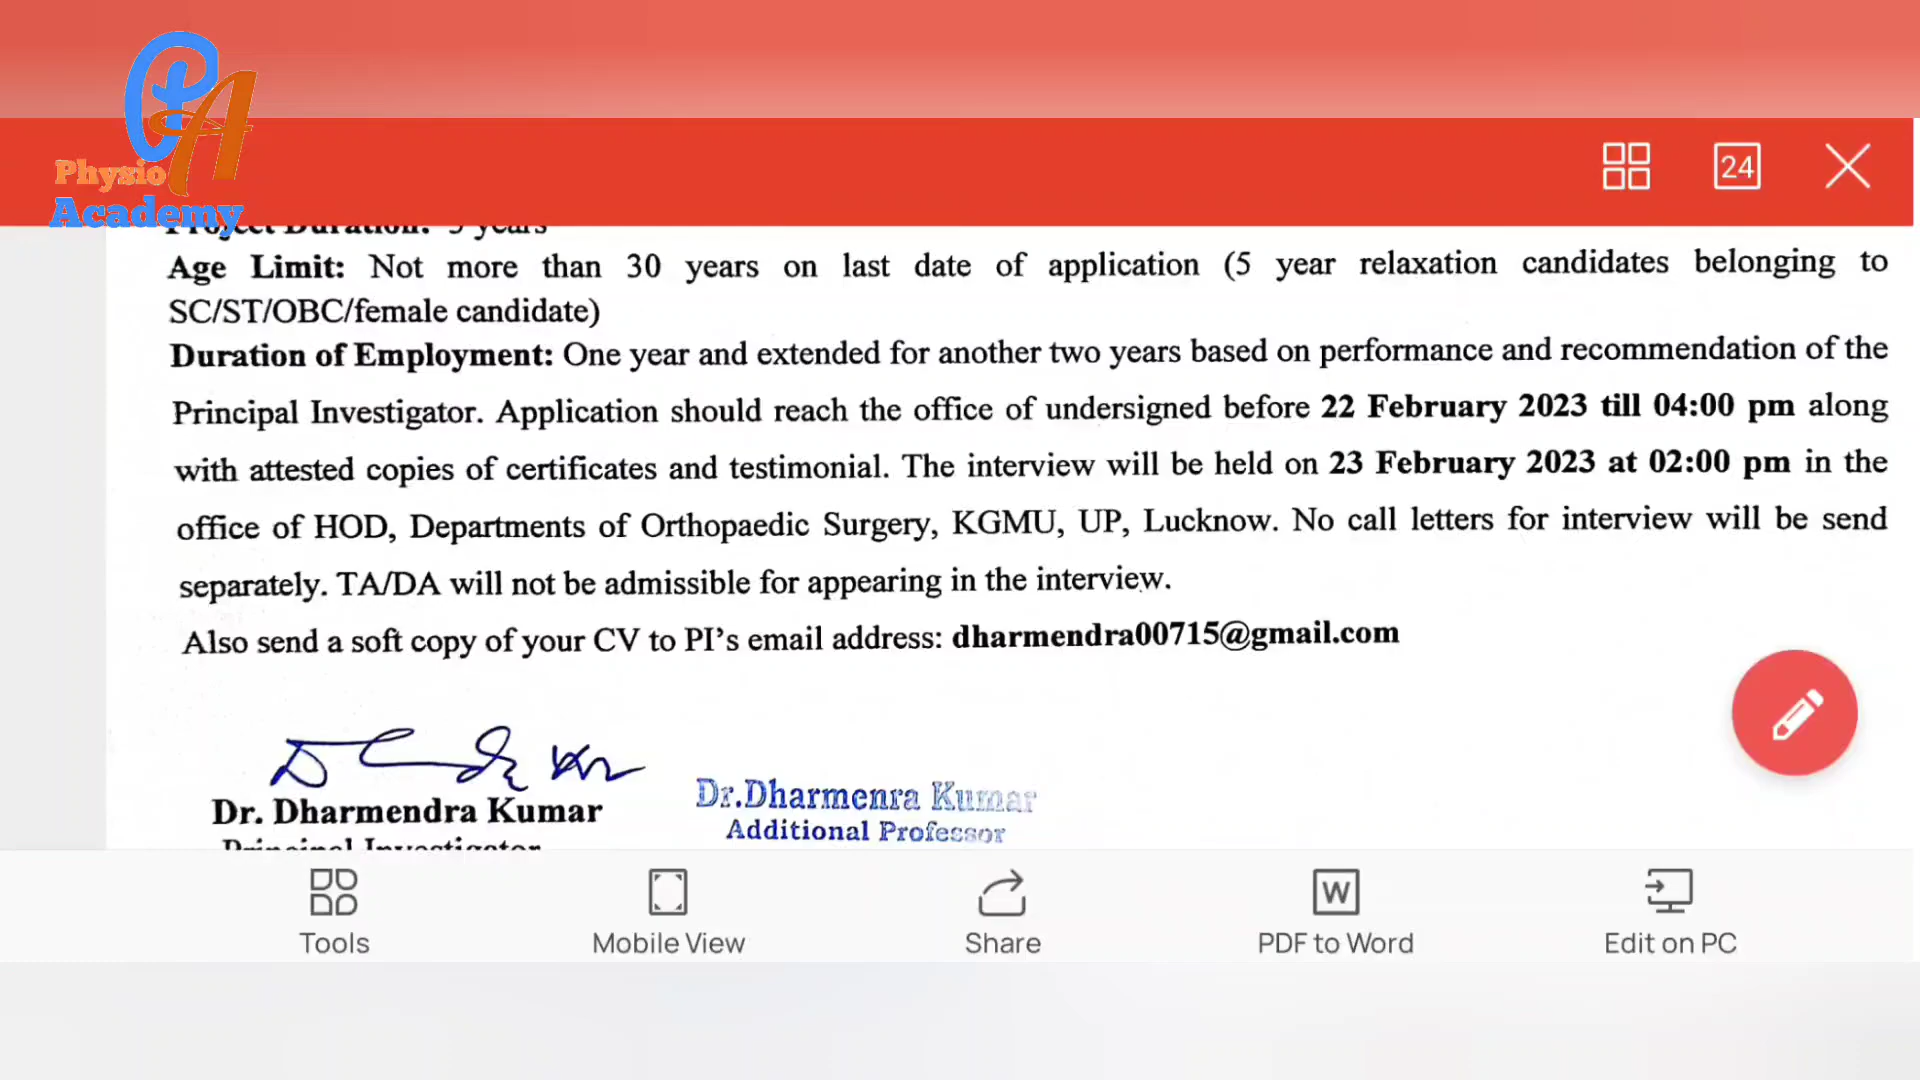 Physio
Academy
24
Project Duration: 3 years
Age Limit: Not more than 30 years on last date of application (5 year relaxation candidates belonging to
SC/ST/OBC/female candidate)
Duration of Employment: One year and extended for another two years based on performance and recommendation of the
Principal Investigator. Application should reach the office of undersigned before 22 February 2023 till 04:00 pm along
with attested copies of certificates and testimonial. The interview will be held on 23 February 2023 at 02:00 pm in the
office of HOD, Departments of Orthopaedic Surgery, KGMU, UP, Lucknow. No call letters for interview will be send
separately. TA/DA will not be admissible for appearing in the interview.
Also send a soft copy of your CV to PI's email address: dharmendra00715@gmail.com
Dr. Dharmendra Kumar
Principal Investigator
Dr.Dharmenra Kumar
Additional Professor
Tools
Mobile View
Share
PDF to Word
Edit on PC